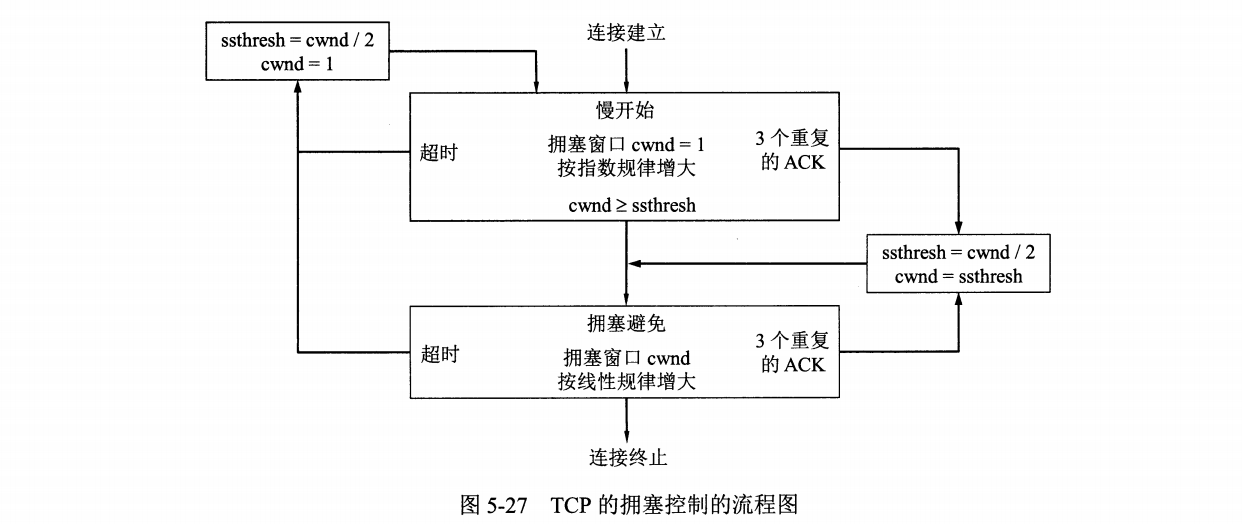 连接建立
ssthresh = cwnd / 2
cwnd = 1
慢开始
超时
拥塞窗口 cwnd = 1
按指数规律增大
3 个重复
的 ACK
cwnd ≥ ssthresh
ssthresh = cwnd / 2
cwnd = ssthresh
拥塞避免
超时
拥塞窗口 cwnd
按线性规律增大
3 个重复
的 ACK
连接终止
图 5-27 TCP 的拥塞控制的流程图